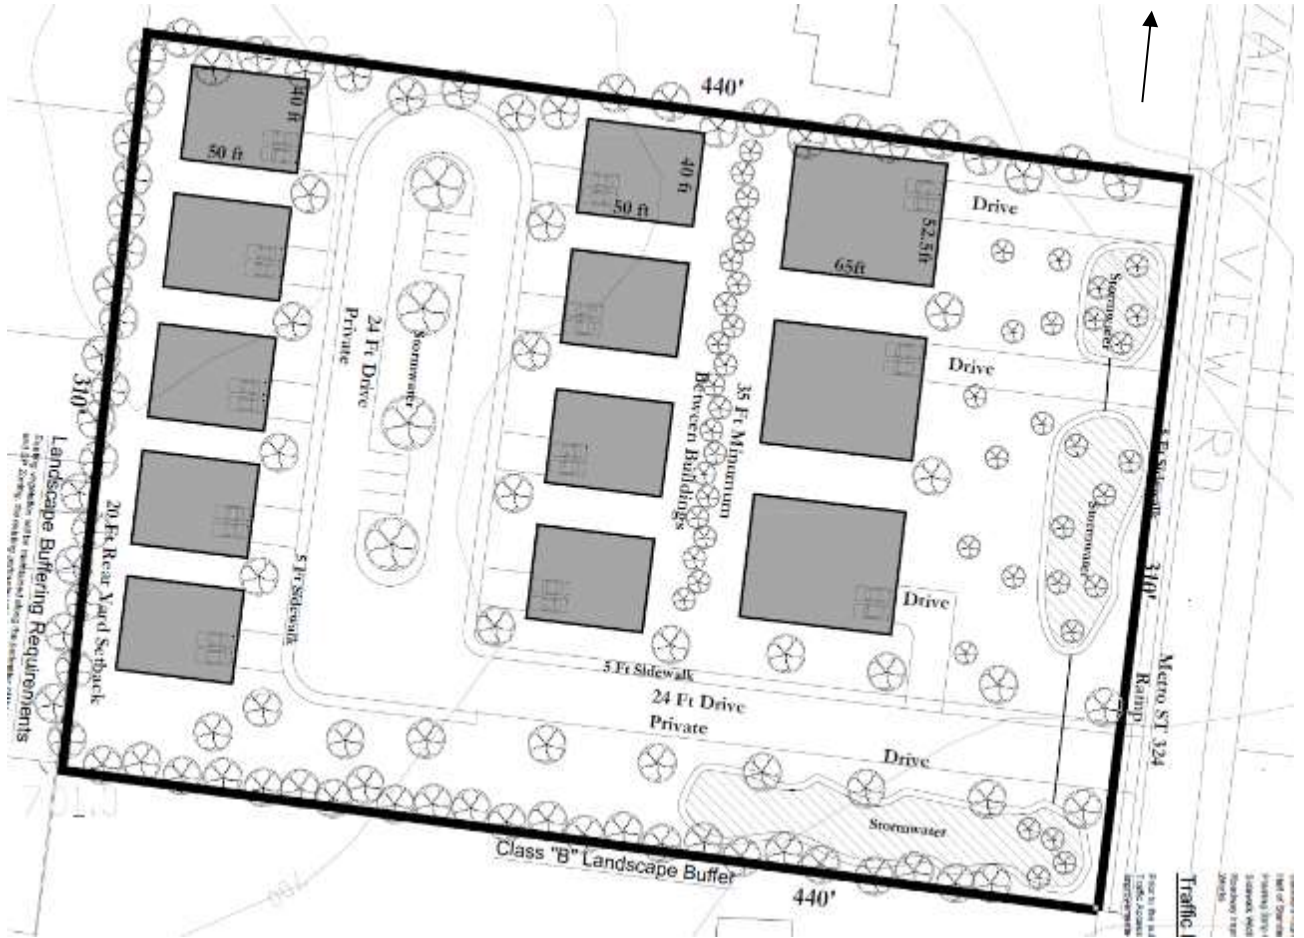 440'
VALLEY VIEW RD
40 ft
50 ft
40 ft
50 ft
Drive
52.5ft
65ft
Stormwater
24 Ft Drive
Private
Stormwater
Drive
310'
35 Ft Minimum
Between Buildings
5 Ft Sidewalk
Stormwater
310'
Landscape Buffering Requirements
20 Ft Rear Yard Setback
5 Ft Sidewalk
Drive
5 Ft Sidewalk
24 Ft Drive
Private
Metro ST 324
Ramp
Drive
Stormwater
Class "B" Landscape Buffer
440'
700
Traffic